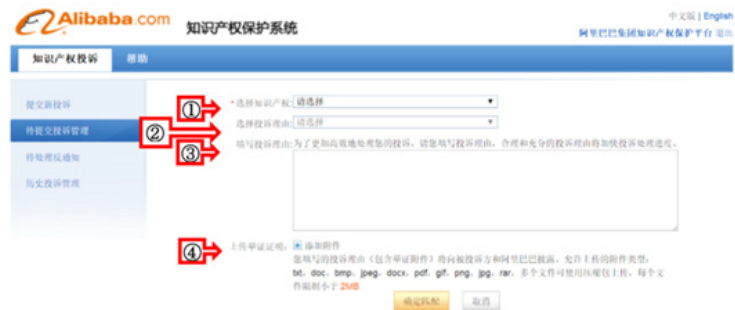 Alibaba.com 知识产权保护系统
中文版 | English
阿里巴巴集团知识产权保护平台 退出
知识产权投诉 帮助
提交新投诉
待提交投诉管理
待处理反通知
历史投诉管理
① *选择知识产权: 请选择
② 选择投诉理由: 请选择
③ 填写投诉理由: 为了更加高效地处理您的投诉，请您填写投诉理由，合理和充分的投诉理由将加快投诉处理进度。
④ 上传举证证明: 添加附件
您填写的投诉理由（包含举证附件）将向被投诉方和阿里巴巴披露，允许上传的附件类型:
txt、doc、bmp、jpeg、docx、pdf、gif、png、jpg、rar，多个文件可使用压缩包上传，每个文
件限制小于 2MB
确定匹配 取消